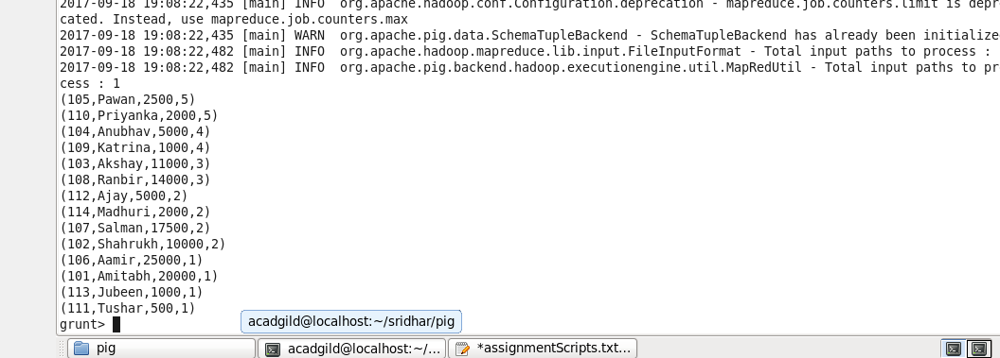 2017-09-18 19:08:22,435 [main] INFO  org.apache.hadoop.conf.Configuration.deprecation - mapreduce.job.counters.limit is depr
cated. Instead, use mapreduce.job.counters.max
2017-09-18 19:08:22,435 [main] WARN  org.apache.pig.data.SchemaTupleBackend - SchemaTupleBackend has already been initialize
2017-09-18 19:08:22,482 [main] INFO  org.apache.hadoop.mapreduce.lib.input.FileInputFormat - Total input paths to process :
2017-09-18 19:08:22,482 [main] INFO  org.apache.pig.backend.hadoop.executionengine.util.MapRedUtil - Total input paths to pr
cess : 1
(105,Pawan,2500,5)
(110,Priyanka,2000,5)
(104,Anubhav,5000,4)
(109,Katrina,1000,4)
(103,Akshay,11000,3)
(108,Ranbir,14000,3)
(112,Ajay,5000,2)
(114,Madhuri,2000,2)
(107,Salman,17500,2)
(102,Shahrukh,10000,2)
(106,Aamir,25000,1)
(101,Amitabh,20000,1)
(113,Jubeen,1000,1)
(111,Tushar,500,1)
grunt>
acadgild@localhost:~/sridhar/pig
pig
acadgild@localhost:~/...
*assignmentScripts.txt...